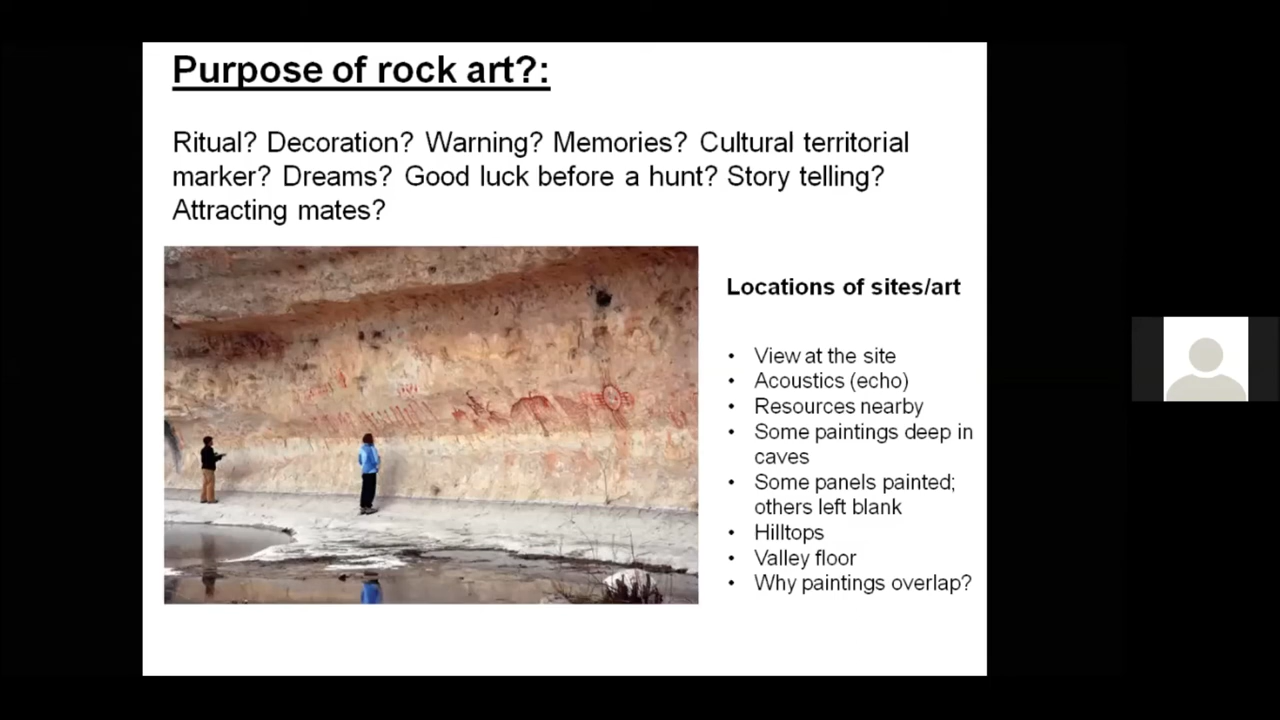 Purpose of rock art?:
Ritual? Decoration? Warning? Memories? Cultural territorial
marker? Dreams? Good luck before a hunt? Story telling?
Attracting mates?
Locations of sites/art
• View at the site
• Acoustics (echo)
• Resources nearby
• Some paintings deep in
caves
• Some panels painted;
others left blank
• Hilltops
• Valley floor
• Why paintings overlap?